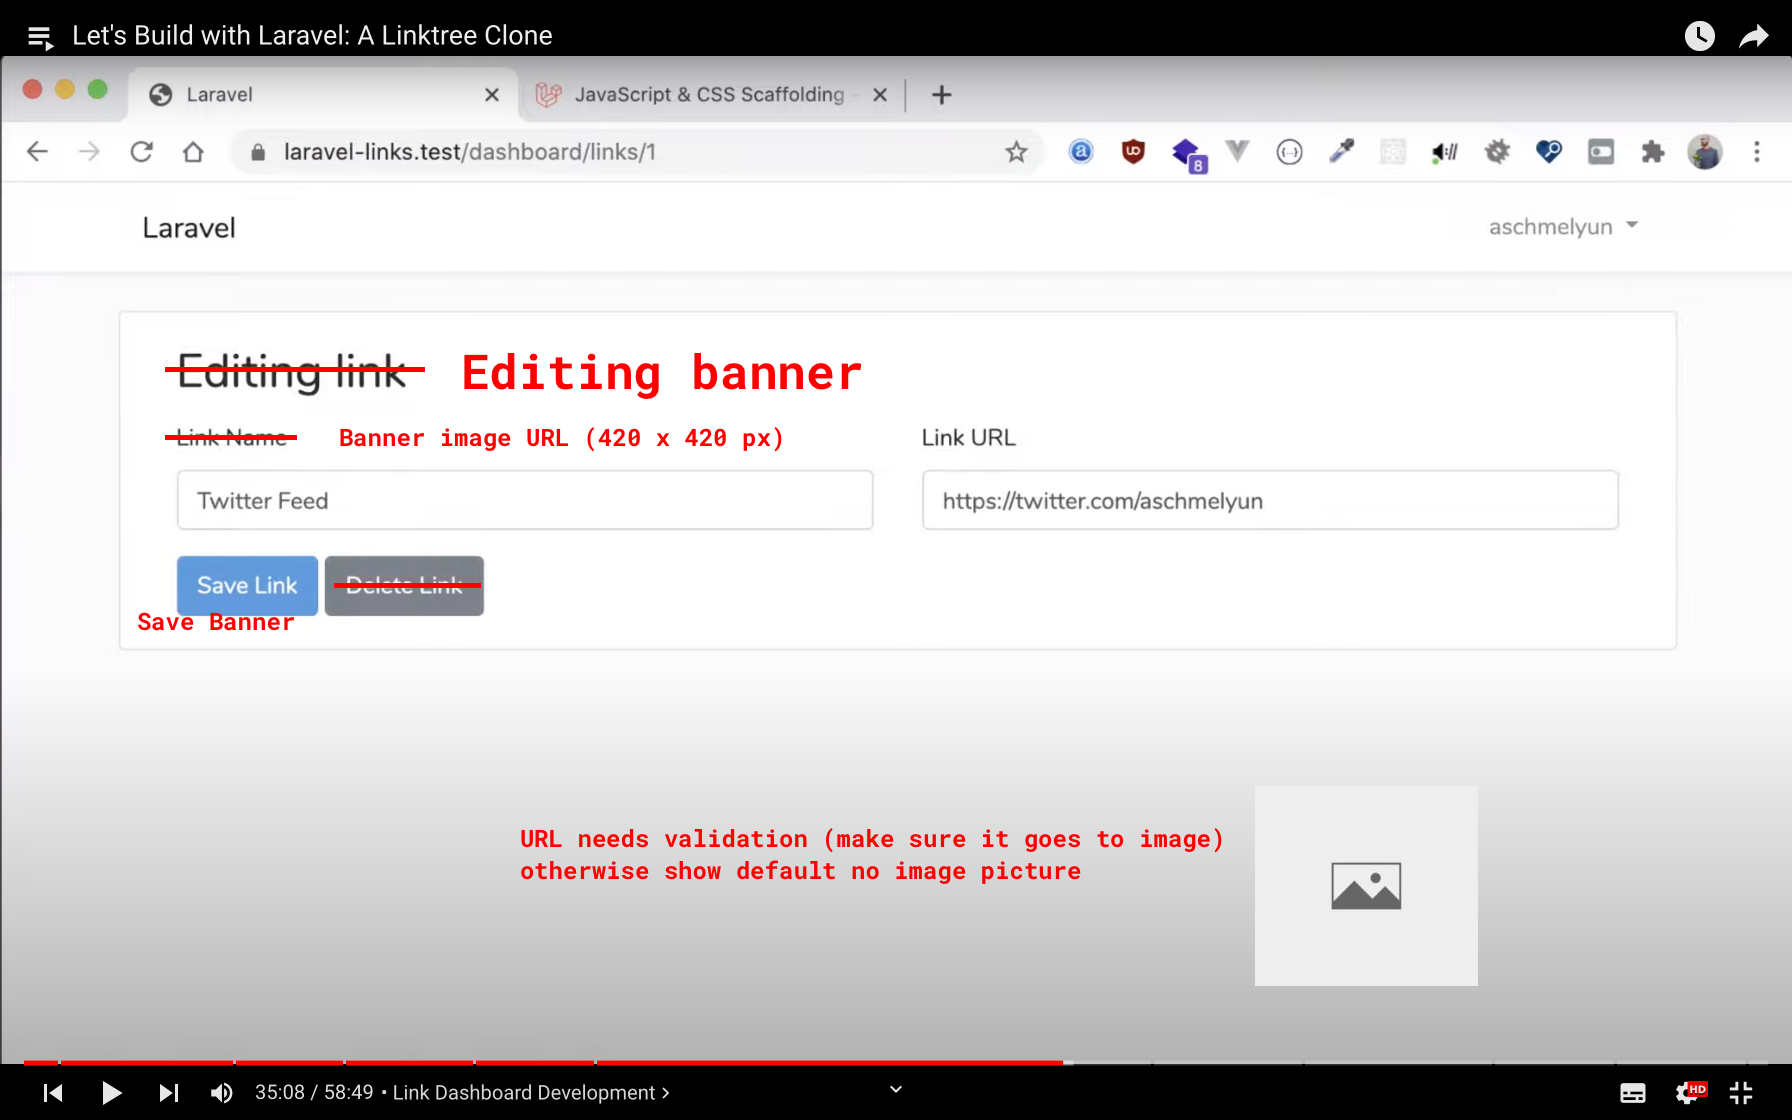 Let's Build with Laravel: A Linktree Clone
Laravel
JavaScript & CSS Scaffolding
laravel-links.test/dashboard/links/1
a
8
{···}
Laravel
aschmelyun
Editing link
Editing banner
Link Name
Banner image URL (420 x 420 px)
Link URL
Twitter Feed
https://twitter.com/aschmelyun
Save Link
Delete Link
Save Banner
URL needs validation (make sure it goes to image)
otherwise show default no image picture
35:08 / 58:49 • Link Dashboard Development
HD